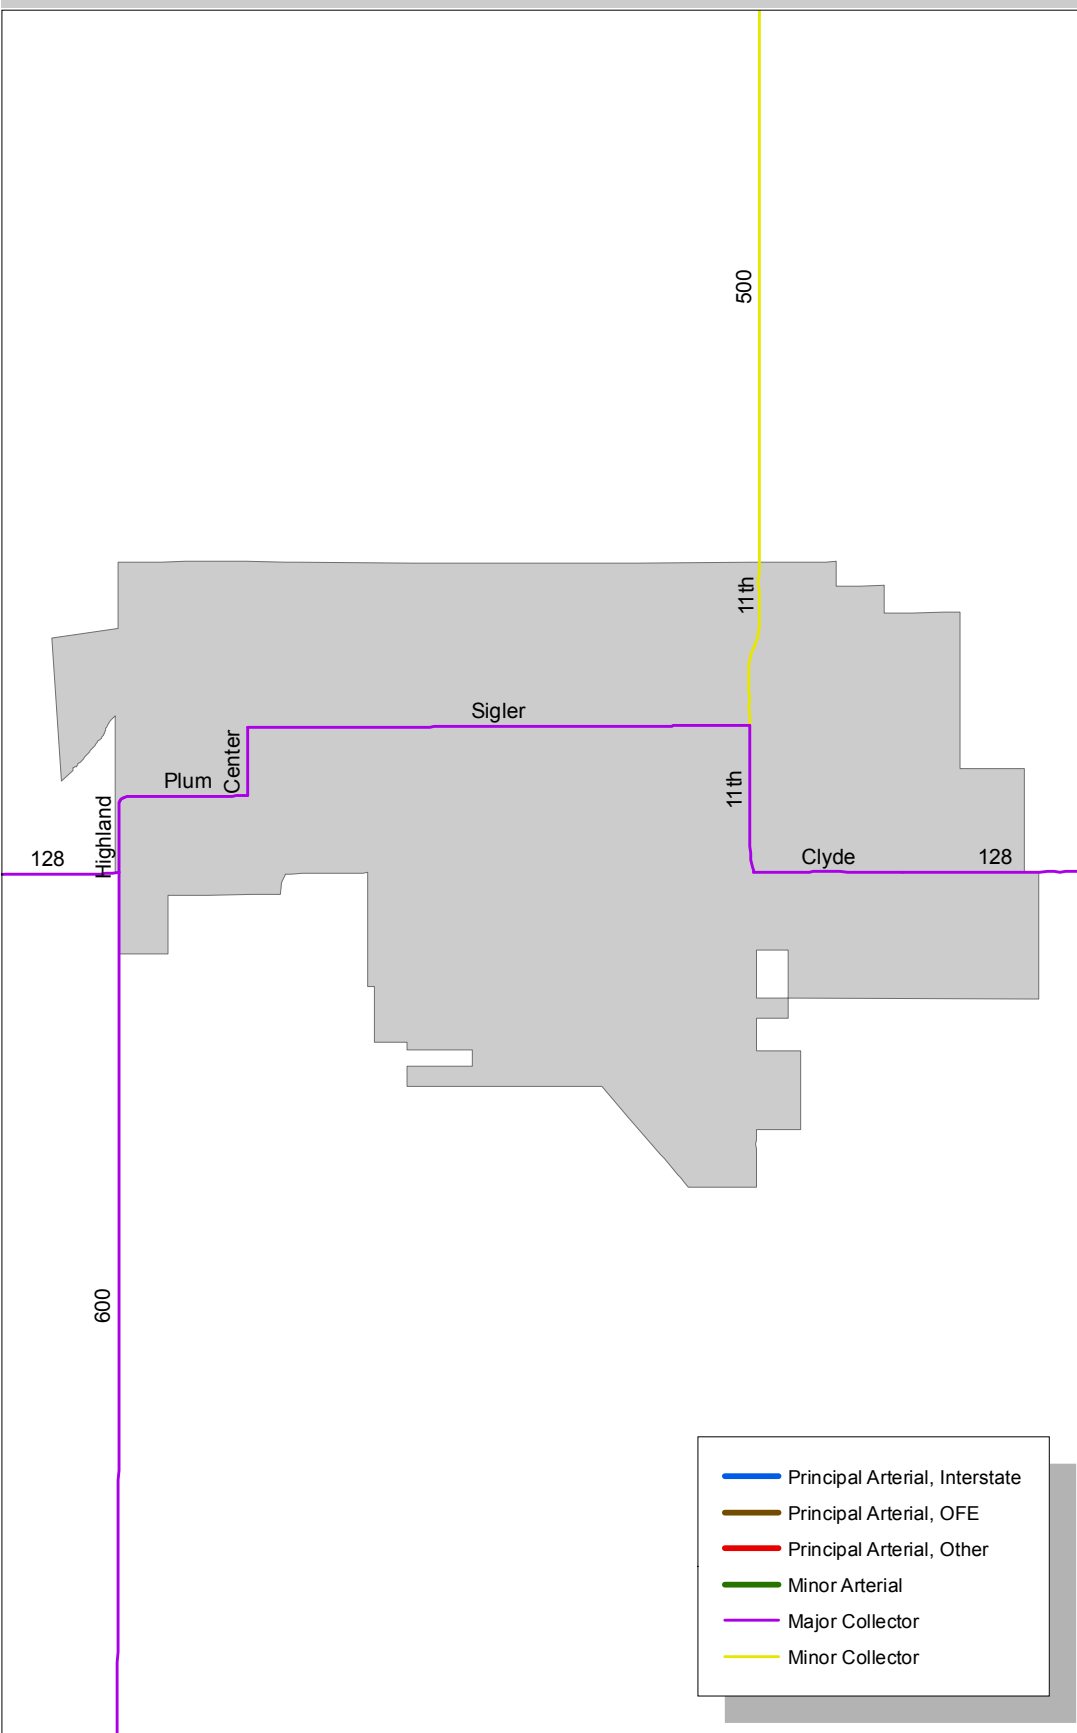 500
11th
Sigler
Center
Plum
11th
Highland
128
Clyde
128
600
Principal Arterial, Interstate
Principal Arterial, OFE
Principal Arterial, Other
Minor Arterial
Major Collector
Minor Collector